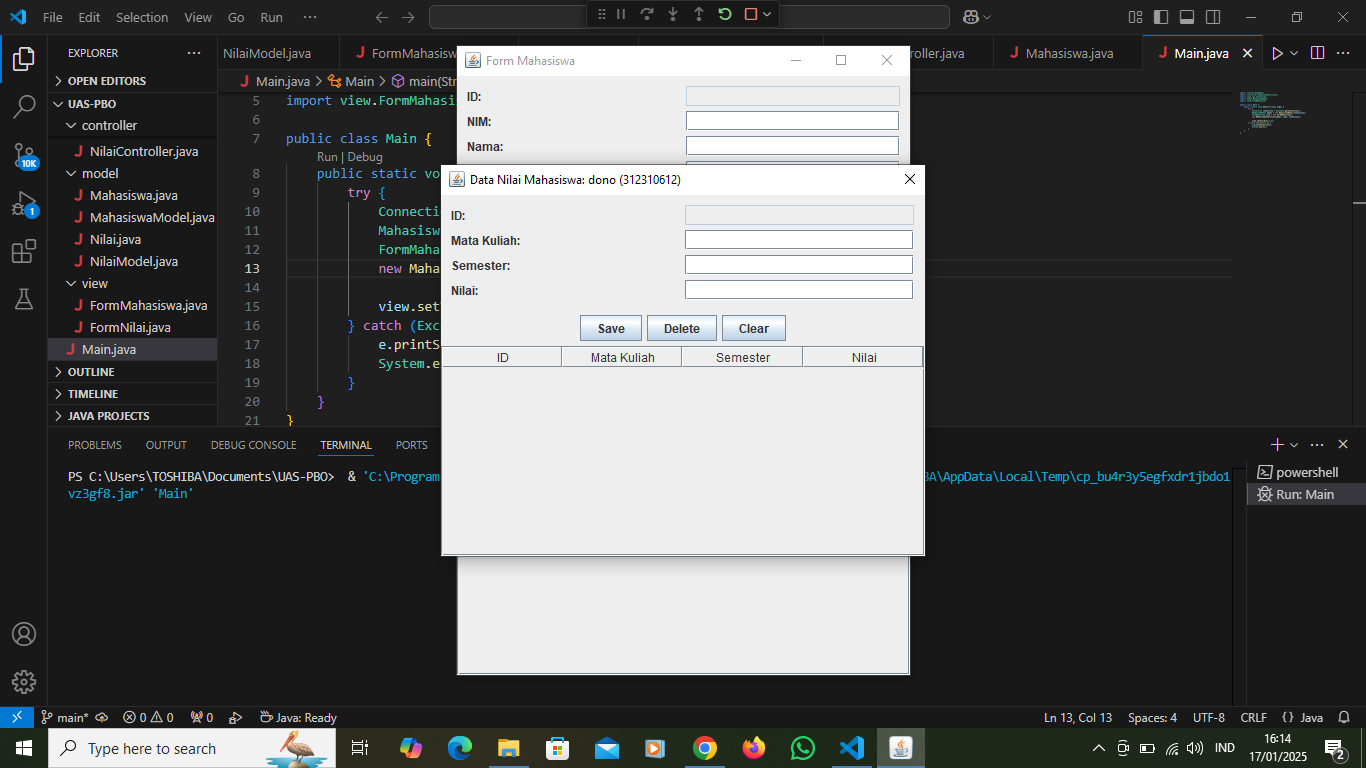 File Edit Selection View Go Run ···
EXPLORER
OPEN EDITORS
UAS-PBO
controller
NilaiController.java
model
Mahasiswa.java
MahasiswaModel.java
Nilai.java
NilaiModel.java
view
FormMahasiswa.java
FormNilai.java
Main.java
OUTLINE
TIMELINE
JAVA PROJECTS
NilaiModel.java FormMahasisw ller.java Mahasiswa.java Main.java
Main.java > Main > main(Str
5 import view.FormMahasi
6
7 public class Main {
Run | Debug
8 public static vo
9 try {
10 Connecti
11 Mahasisw
12 FormMaha
13 new Maha
14
15 view.set
16 } catch (Exc
17 e.printS
18 System.e
19 }
20 }
21 }
Form Mahasiswa
ID:
NIM:
Nama:
Data Nilai Mahasiswa: dono (312310612)
ID:
Mata Kuliah:
Semester:
Nilai:
Save Delete Clear
ID Mata Kuliah Semester Nilai
PROBLEMS OUTPUT DEBUG CONSOLE TERMINAL PORTS
PS C:\Users\TOSHIBA\Documents\UAS-PBO> & 'C:\Program BA\AppData\Local\Temp\cp_bu4r3y5egfxdr1jbdo1
vz3gf8.jar' 'Main'
powershell
Run: Main
10K
1
main* 0 0 0 Java: Ready
Ln 13, Col 13 Spaces: 4 UTF-8 CRLF {} Java
Type here to search
IND
16:14
17/01/2025
2